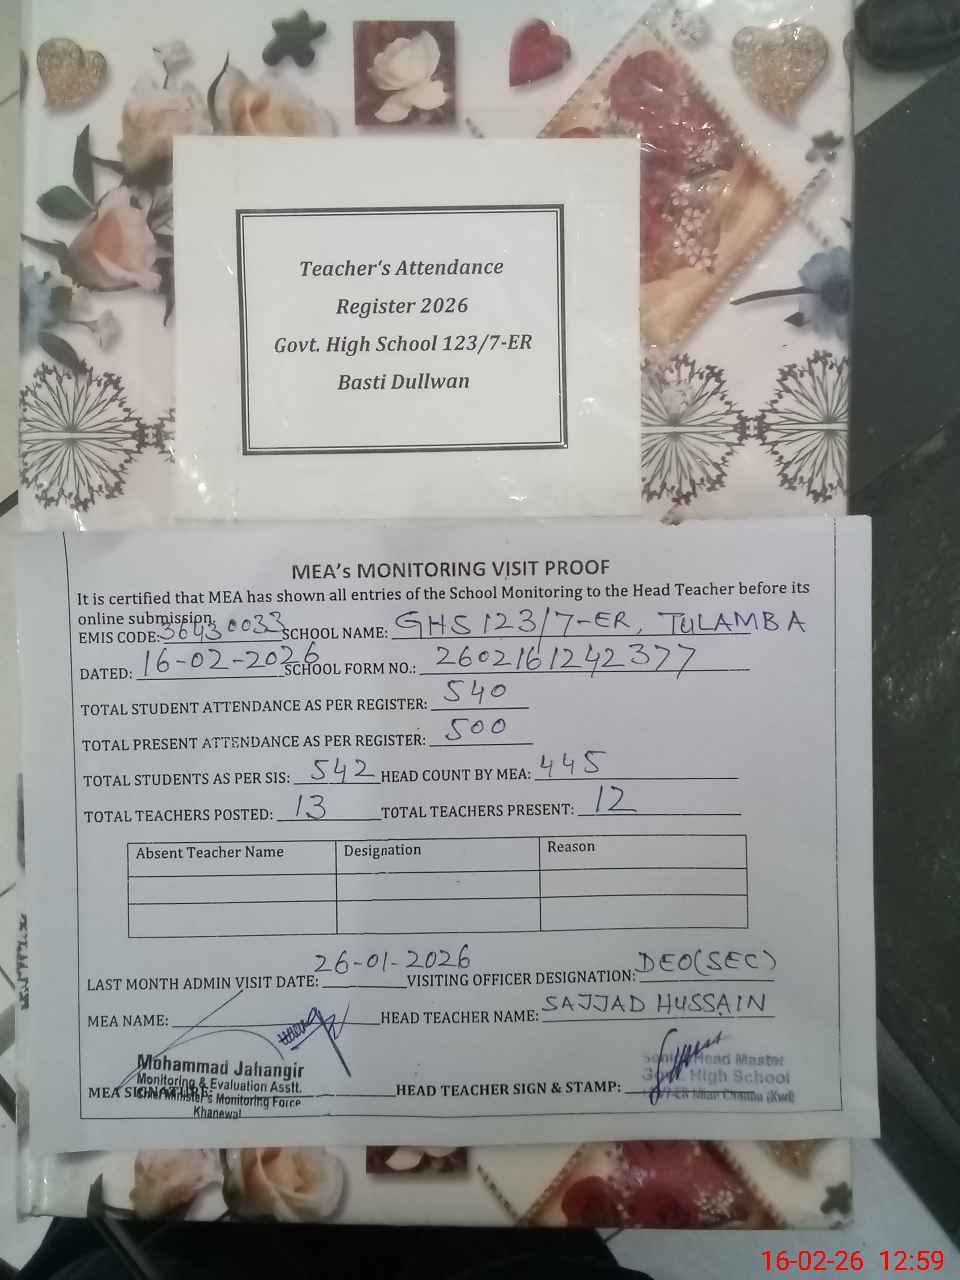 Teacher's Attendance
Register 2026
Govt. High School 123/7-ER
Basti Dullwan
MEA's MONITORING VISIT PROOF
It is certified that MEA has shown all entries of the School Monitoring to the Head Teacher before its
online submission.
EMIS CODE: 36430033 SCHOOL NAME: GHS 123/7-ER, TULAMBA
DATED: 16-02-2026 SCHOOL FORM NO.: 2602161242377
TOTAL STUDENT ATTENDANCE AS PER REGISTER: 540
TOTAL PRESENT ATTENDANCE AS PER REGISTER: 500
TOTAL STUDENTS AS PER SIS: 542 HEAD COUNT BY MEA: 445
TOTAL TEACHERS POSTED: 13 TOTAL TEACHERS PRESENT: 12
Absent Teacher Name Designation Reason
LAST MONTH ADMIN VISIT DATE: 26-01-2026 VISITING OFFICER DESIGNATION: DEO(SEC)
MEA NAME: HEAD TEACHER NAME: SAJJAD HUSSAIN
Mohammad Jahangir
Monitoring & Evaluation Asstt.
Chief Minister's Monitoring Force
Khanewal
MEA SIGNATURE: HEAD TEACHER SIGN & STAMP:
Senior Head Master
Govt. High School
16-02-26 12:59